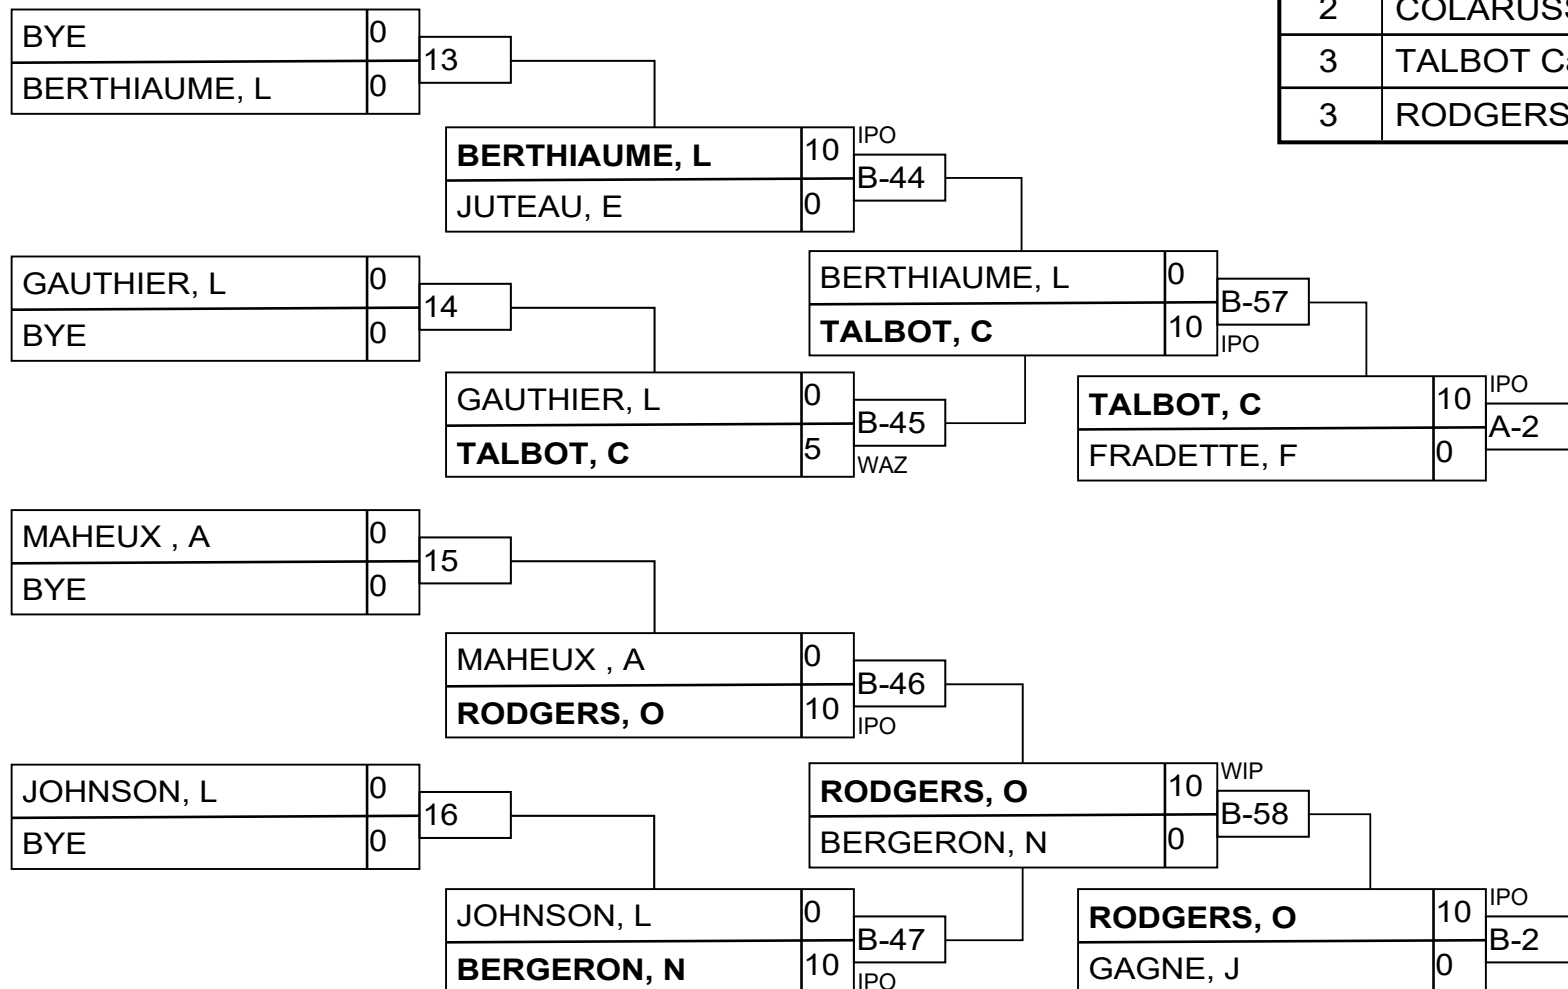 BYE 0
BERTHIAUME, L 0
13
BERTHIAUME, L 10 IPO
JUTEAU, E 0
B-44
GAUTHIER, L 0
BYE 0
14
GAUTHIER, L 0
TALBOT, C 5 WAZ
B-45
BERTHIAUME, L 0
TALBOT, C 10 IPO
B-57
TALBOT, C 10 IPO
FRADETTE, F 0
A-2
MAHEUX , A 0
BYE 0
15
MAHEUX , A 0
RODGERS, O 10 IPO
B-46
JOHNSON, L 0
BYE 0
16
JOHNSON, L 0
BERGERON, N 10 IPO
B-47
RODGERS, O 10 WIP
BERGERON, N 0
B-58
RODGERS, O 10 IPO
GAGNE, J 0
B-2
2
3 TALBOT
3 RODGERS